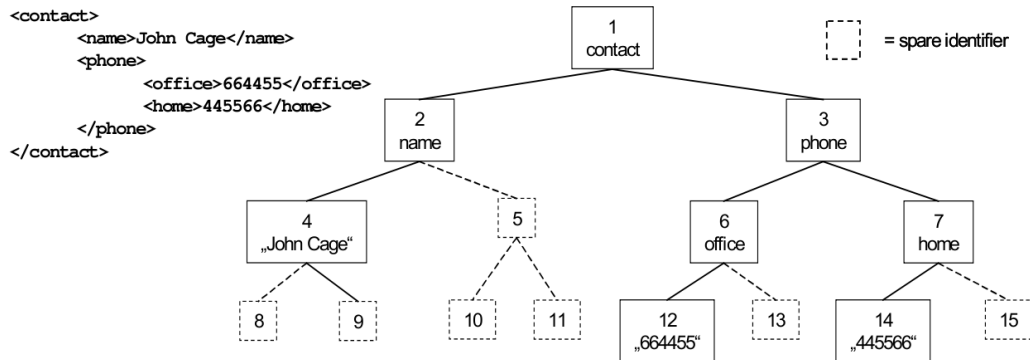 <contact>
<name>John Cage</name>
<phone>
<office>664455</office>
<home>445566</home>
</phone>
</contact>
1
contact
= spare identifier
2
name
3
phone
4
„John Cage“
5
6
office
7
home
8
9
10
11
12
„664455“
13
14
„445566“
15